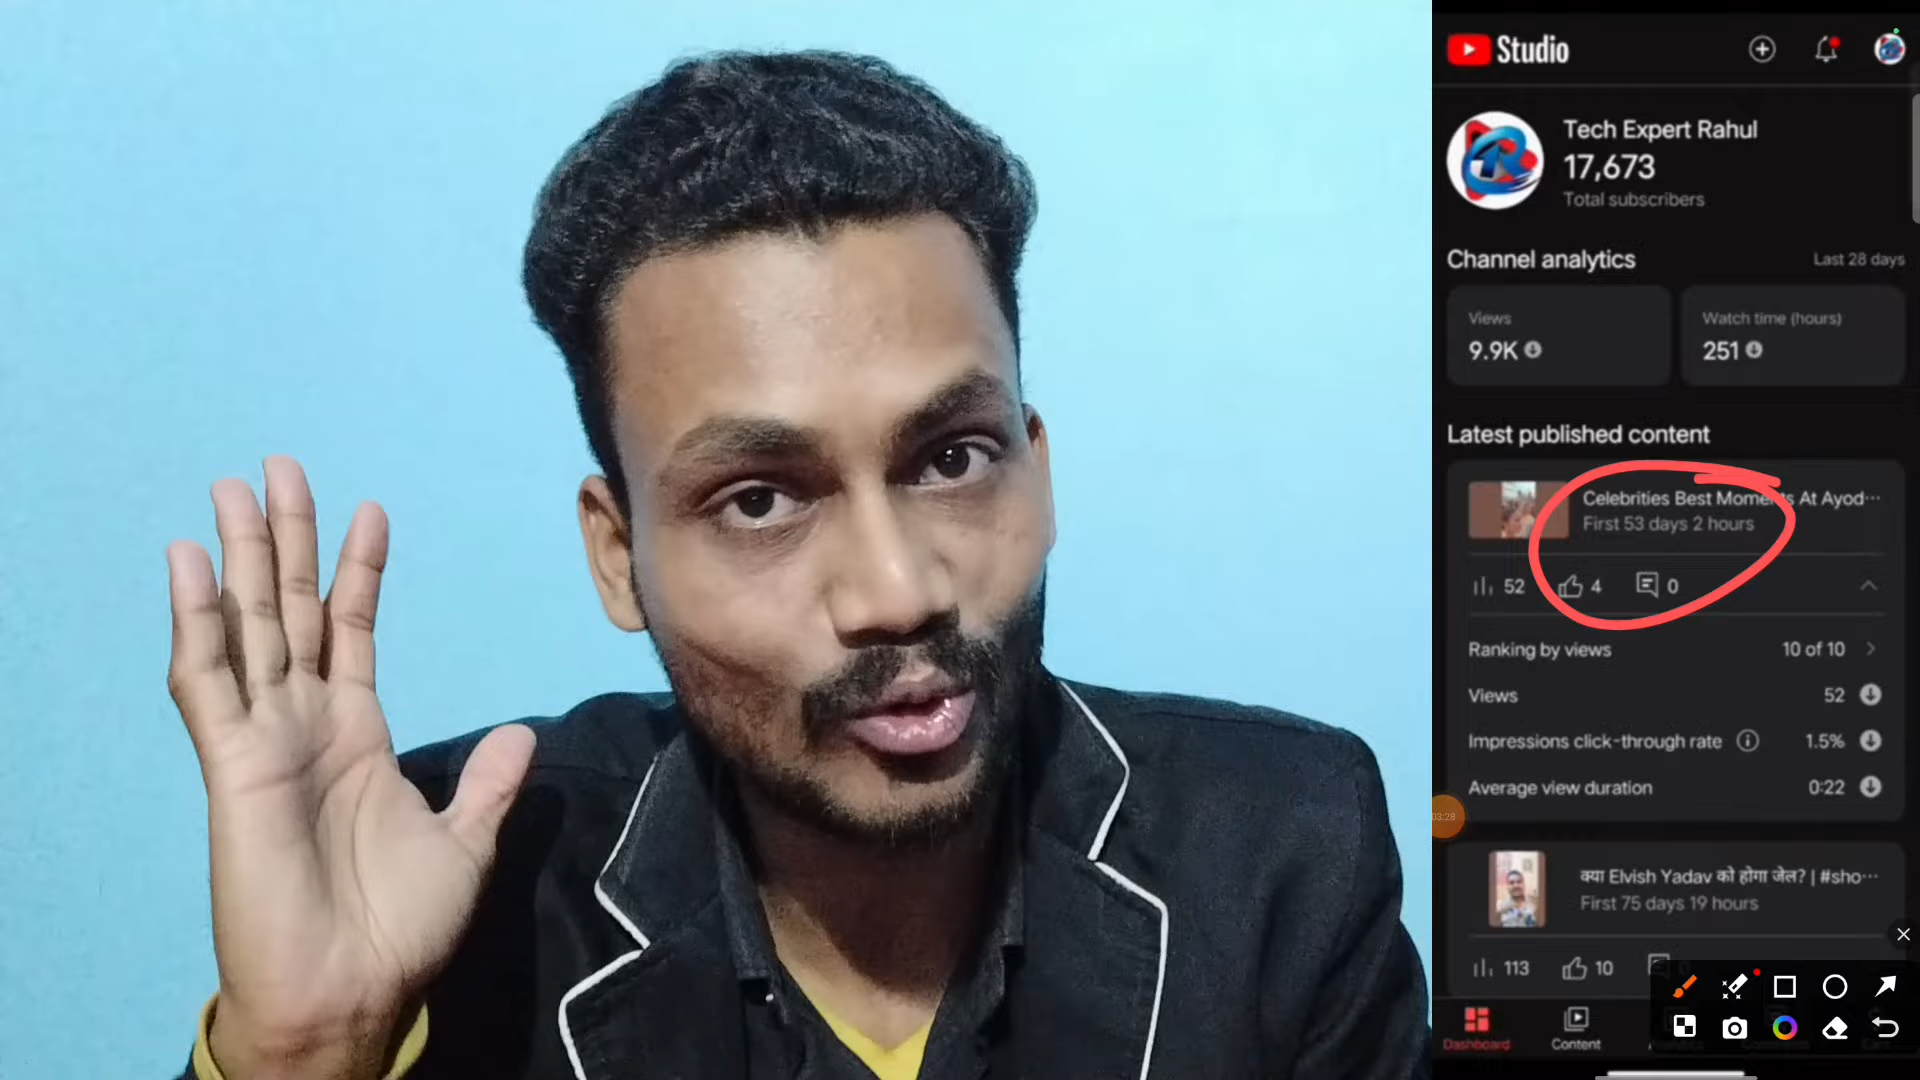 Studio
Tech Expert Rahul
17,673
Total subscribers
Channel analytics
Last 28 days
Views
9.9K
Watch time (hours)
251
Latest published content
Celebrities Best Moments At Ayod...
First 53 days 2 hours
52
4
0
Ranking by views
10 of 10
Views
52
Impressions click-through rate
1.5%
Average view duration
0:22
03:28
क्या Elvish Yadav को होगा जेल? | #sho...
First 75 days 19 hours
113
10
Dashboard
Content